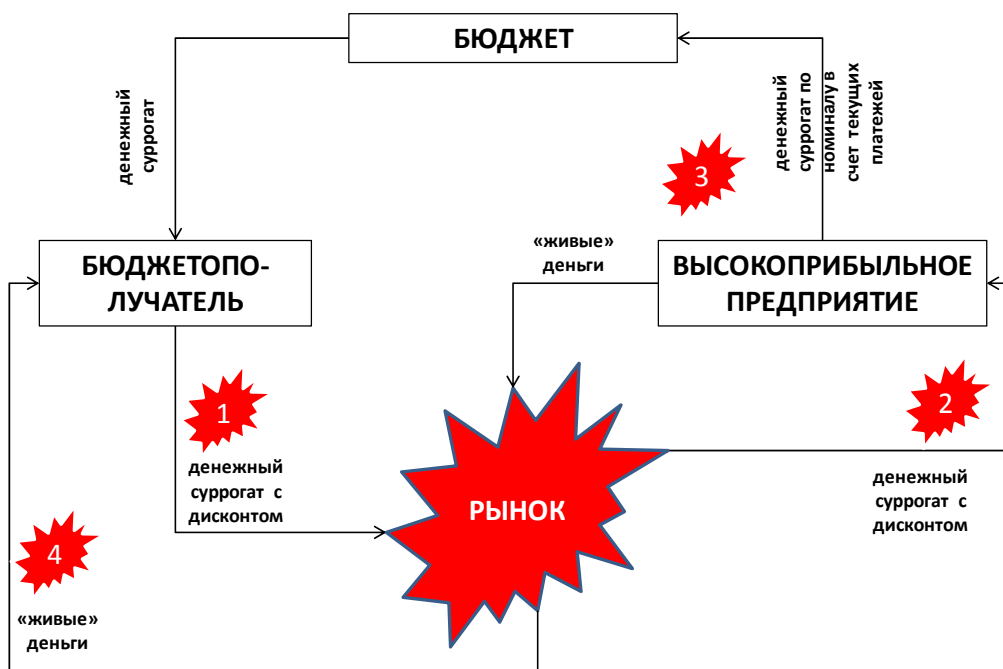 БЮДЖЕТ
денежный
суррогат
денежный
суррогат по
номиналу в
счет текущих
платежей
3
БЮДЖЕТОПО-
ЛУЧАТЕЛЬ
«живые»
деньги
ВЫСОКОПРИБЫЛЬНОЕ
ПРЕДПРИЯТИЕ
1
2
денежный
суррогат с
дисконтом
РЫНОК
денежный
суррогат с
дисконтом
4
«живые»
деньги